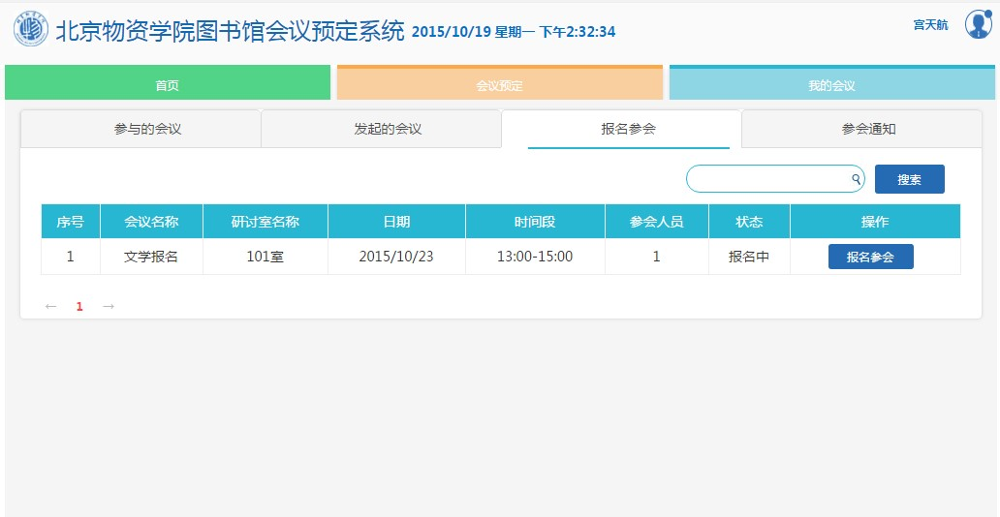 北京物资学院图书馆会议预定系统 2015/10/19 星期一 下午2:32:34 宫天航
首页 会议预定 我的会议
参与的会议 发起的会议 报名参会 参会通知
搜索
序号 会议名称 研讨室名称 日期 时间段 参会人员 状态 操作
1 文学报名 101室 2015/10/23 13:00-15:00 1 报名中 报名参会
← 1 →